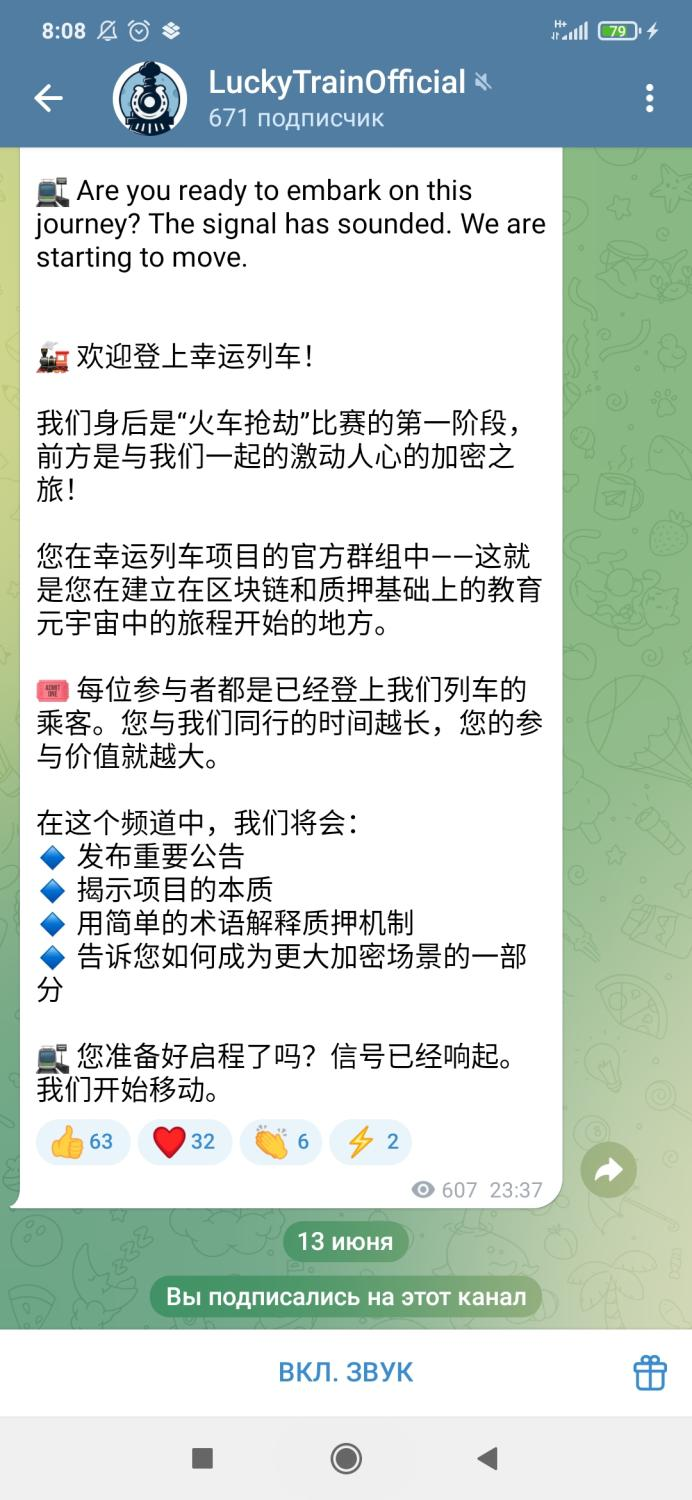 8:08
H+
79
LuckyTrainOfficial
671 подписчик
🚉 Are you ready to embark on this
journey? The signal has sounded. We are
starting to move.
🚂 欢迎登上幸运列车！
我们身后是“火车抢劫”比赛的第一阶段，
前方是与我们一起的激动人心的加密之
旅！
您在幸运列车项目的官方群组中——这就
是您在建立在区块链和质押基础上的教育
元宇宙中的旅程开始的地方。
🎟 每位参与者都是已经登上我们列车的
乘客。您与我们同行的时间越长，您的参
与价值就越大。
在这个频道中，我们将会：
🔹 发布重要公告
🔹 揭示项目的本质
🔹 用简单的术语解释质押机制
🔹 告诉您如何成为更大加密场景的一部
分
🚉 您准备好启程了吗？信号已经响起。
我们开始移动。
👍 63 ❤ 32 👏 6 ⚡ 2
607 23:37
13 июня
Вы подписались на этот канал
ВКЛ. ЗВУК